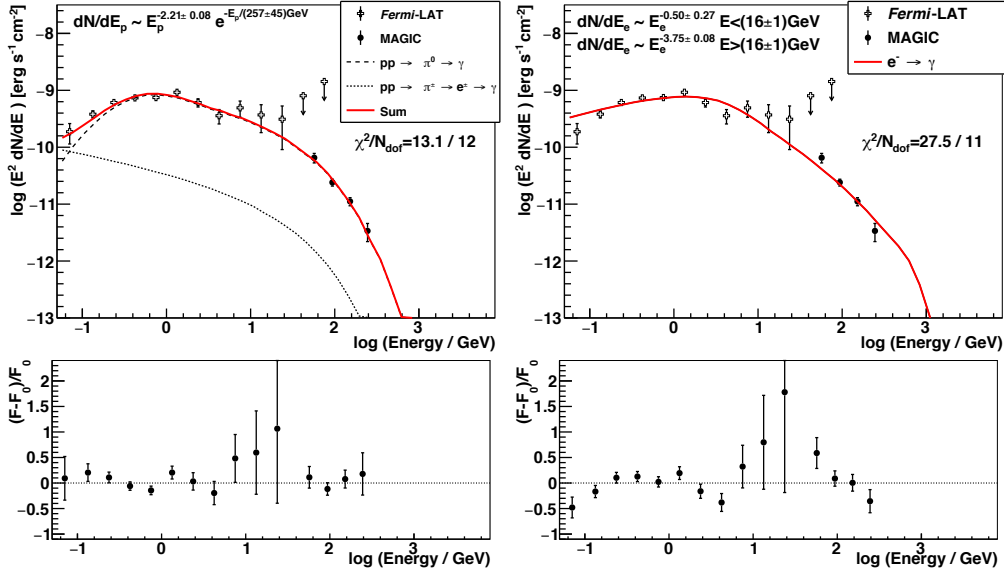 dN/dE_p ~ E_p^{-2.21± 0.08} e^{-E_p/(257±45)GeV}
Fermi-LAT
MAGIC
pp → π⁰ → γ
pp → π^± → e^± → γ
Sum
χ²/N_dof=13.1 / 12
log (E² dN/dE ) [erg s⁻¹ cm⁻²]
−8
−9
−10
−11
−12
−13
−1 0 1 2 3
log (Energy / GeV)
dN/dE_e ~ E_e^{-0.50± 0.27} E<(16±1)GeV
dN/dE_e ~ E_e^{-3.75± 0.08} E>(16±1)GeV
Fermi-LAT
MAGIC
e⁻ → γ
χ²/N_dof=27.5 / 11
log (E² dN/dE ) [erg s⁻¹ cm⁻²]
−8
−9
−10
−11
−12
−13
−1 0 1 2 3
log (Energy / GeV)
(F-F₀)/F₀
2
1.5
1
0.5
0
−0.5
−1
−1 0 1 2 3
log (Energy / GeV)
(F-F₀)/F₀
2
1.5
1
0.5
0
−0.5
−1
−1 0 1 2 3
log (Energy / GeV)